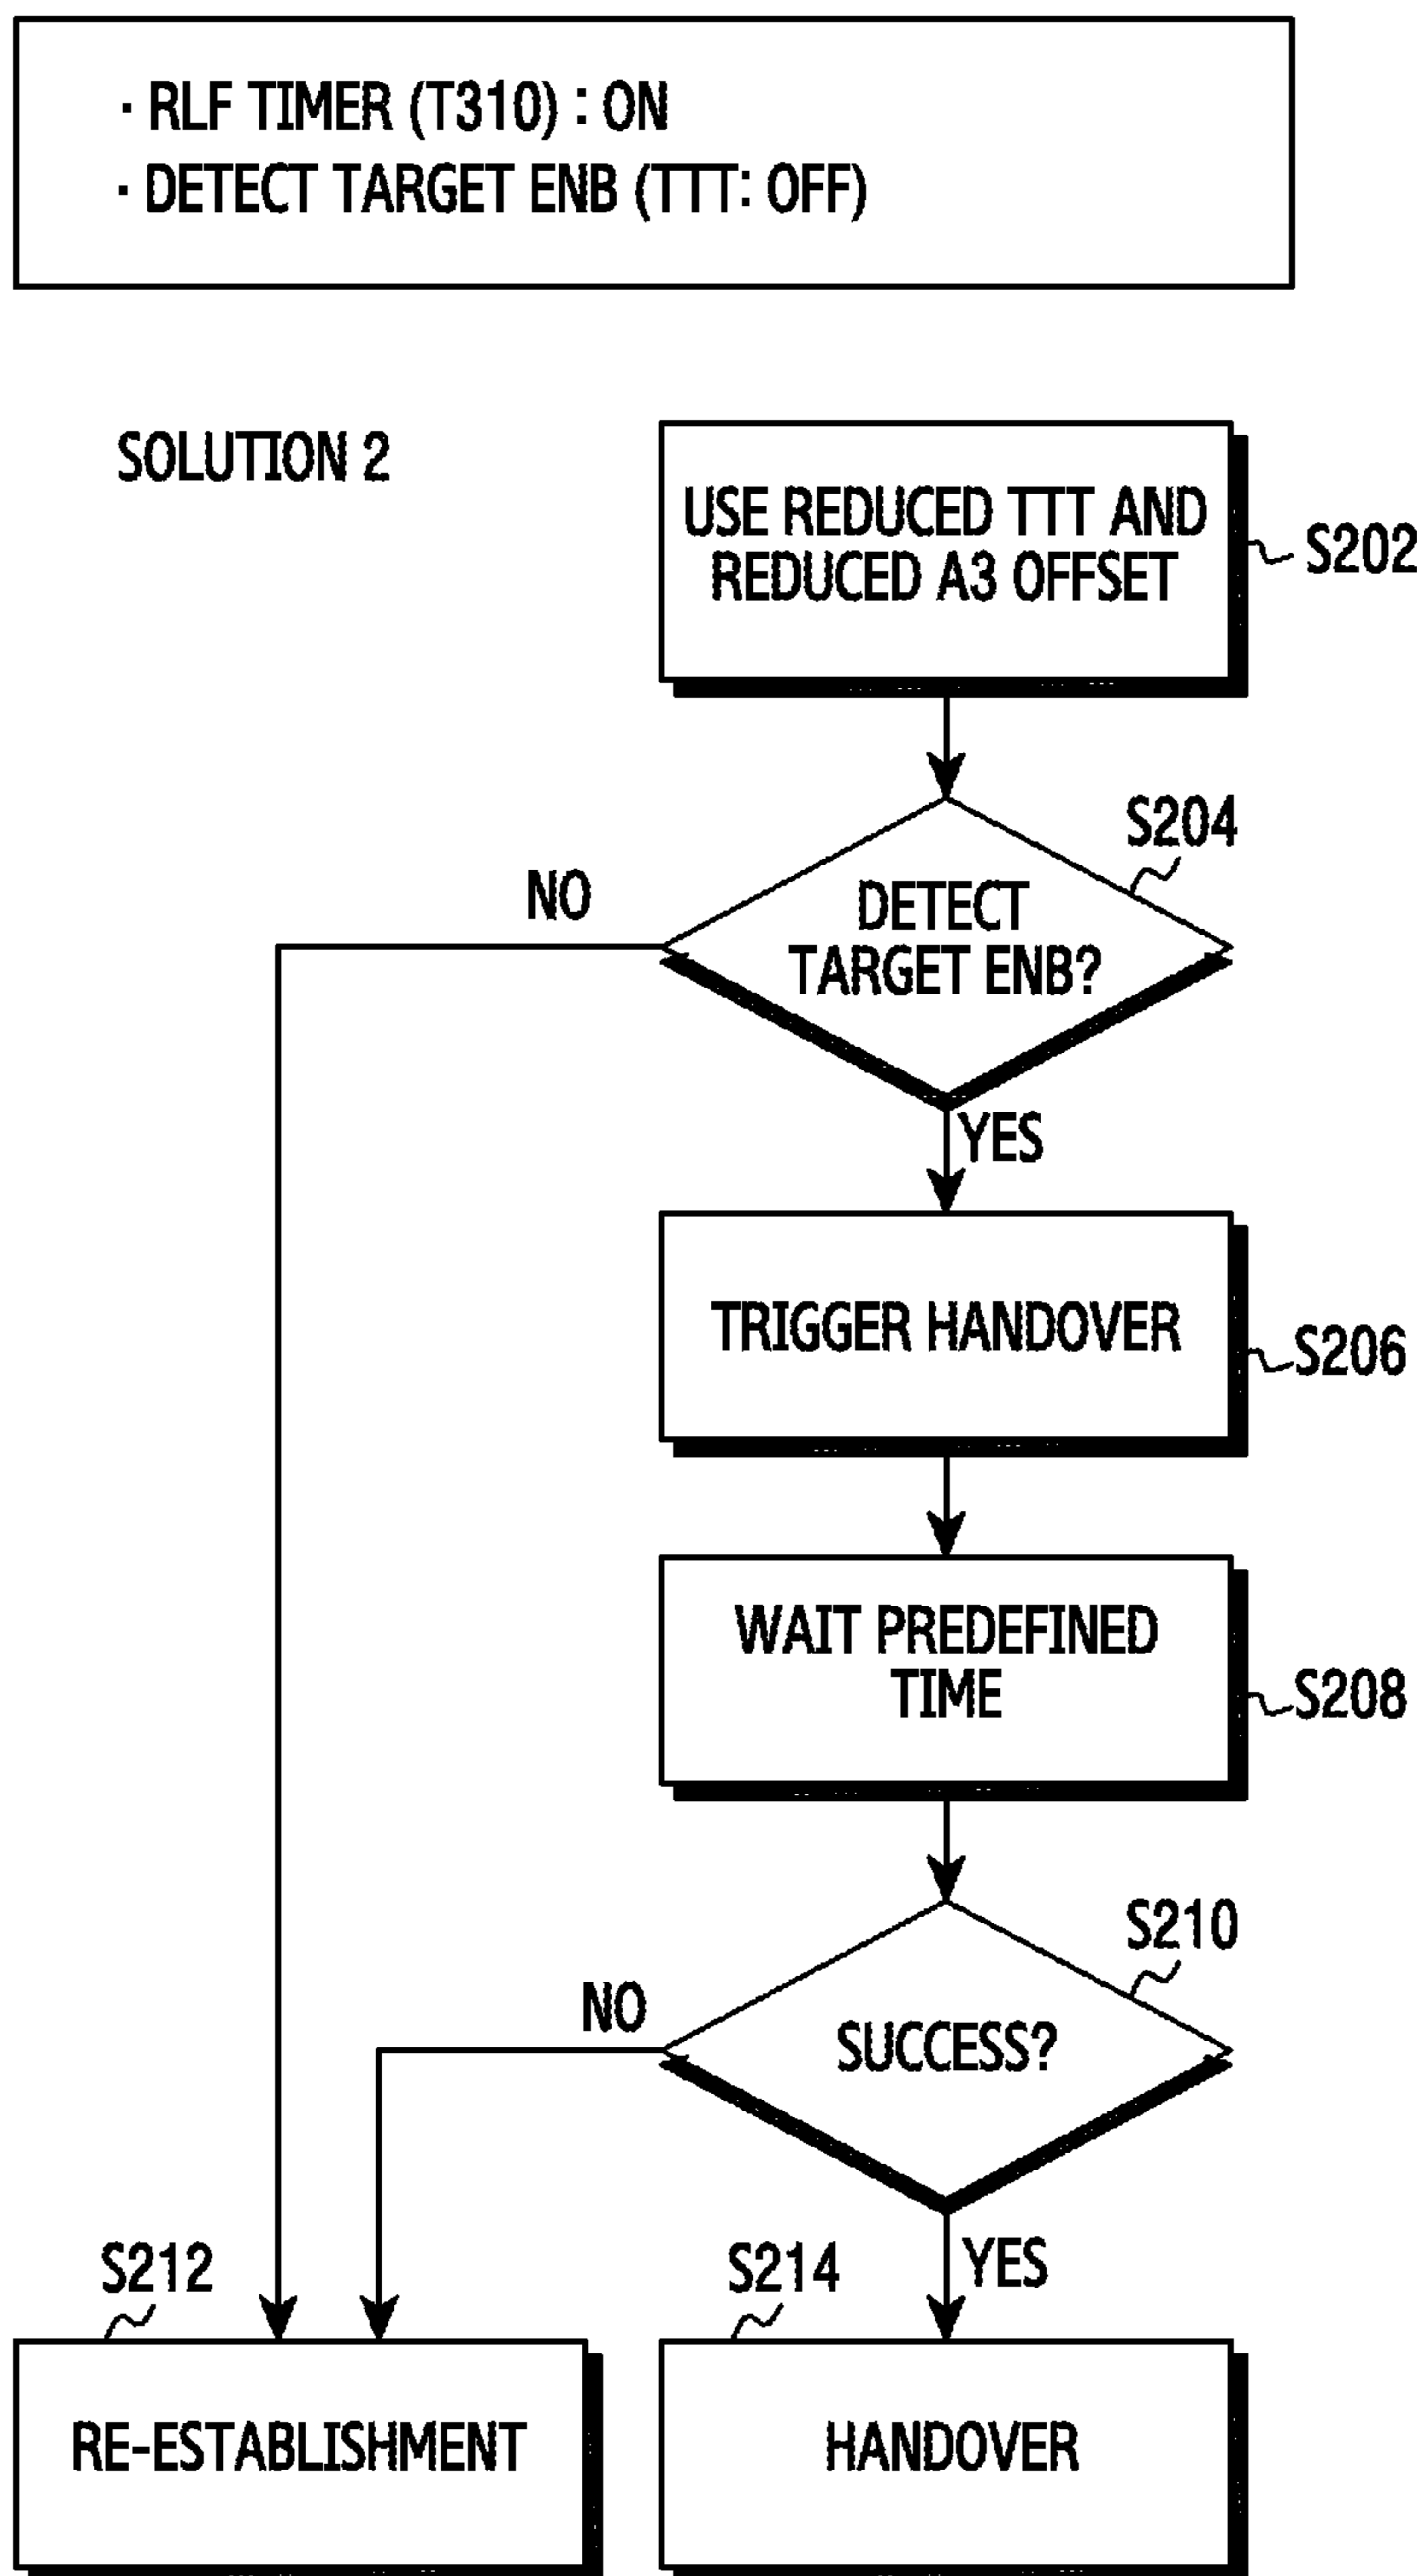 · RLF TIMER (T310) : ON
· DETECT TARGET ENB (TTT: OFF)
SOLUTION 2
USE REDUCED TTT AND
REDUCED A3 OFFSET
S202
S204
DETECT
TARGET ENB?
NO
YES
TRIGGER HANDOVER
S206
WAIT PREDEFINED
TIME
S208
S210
SUCCESS?
NO
YES
S212
RE-ESTABLISHMENT
S214
HANDOVER